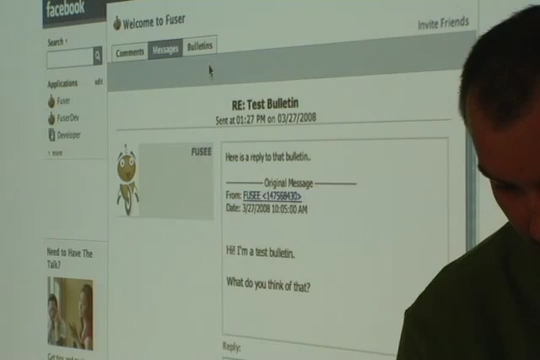 facebook
Welcome to Fuser
Invite Friends
Search
Comments Messages Bulletins
Applications edit
Fuser
FuserDev
Developer
more
RE: Test Bulletin
Sent at 01:27 PM on 03/27/2008
FUSEE
Here is a reply to that bulletin.
Original Message
From: FUSEE <147568430>
Date: 3/27/2008 10:05:00 AM
Hi! I'm a test bulletin.
What do you think of that?
Need to Have The
Talk?
Reply: